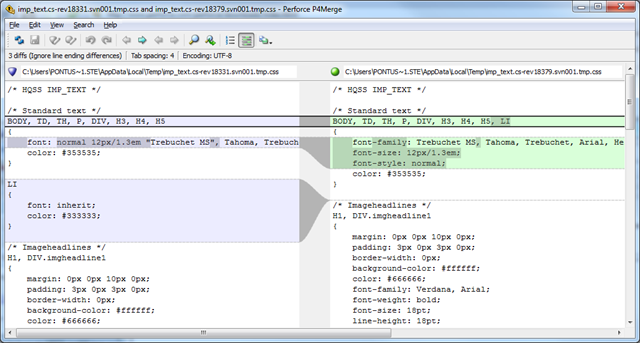 imp_text.cs-rev18331.svn001.tmp.css and imp_text.cs-rev18379.svn001.tmp.css - Perforce P4Merge
File Edit View Search Help
3 diffs (Ignore line ending differences) Tab spacing: 4 Encoding: UTF-8
C:\Users\PONTUS~1.STE\AppData\Local\Temp\imp_text.cs-rev18331.svn001.tmp.css
/* HQSS IMP_TEXT */
/* Standard text */
BODY, TD, TH, P, DIV, H3, H4, H5
{
font: normal 12px/1.3em "Trebuchet MS", Tahoma, Trebuch
color: #353535;
}
LI
{
font: inherit;
color: #333333;
}
/* Imageheadlines */
H1, DIV.imgheadline1
{
margin: 0px 0px 10px 0px;
padding: 3px 0px 3px 0px;
border-width: 0px;
background-color: #ffffff;
color: #666666;
C:\Users\PONTUS~1.STE\AppData\Local\Temp\imp_text.cs-rev18379.svn001.tmp.css
/* HQSS IMP_TEXT */
/* Standard text */
BODY, TD, TH, P, DIV, H3, H4, H5, LI
{
font-family: Trebuchet MS, Tahoma, Trebuchet, Arial, He
font-size: 12px/1.3em;
font-style: normal;
color: #353535;
}
/* Imageheadlines */
H1, DIV.imgheadline1
{
margin: 0px 0px 10px 0px;
padding: 3px 0px 3px 0px;
border-width: 0px;
background-color: #ffffff;
color: #666666;
font-family: Verdana, Arial;
font-weight: bold;
font-size: 18pt;
line-height: 18pt;